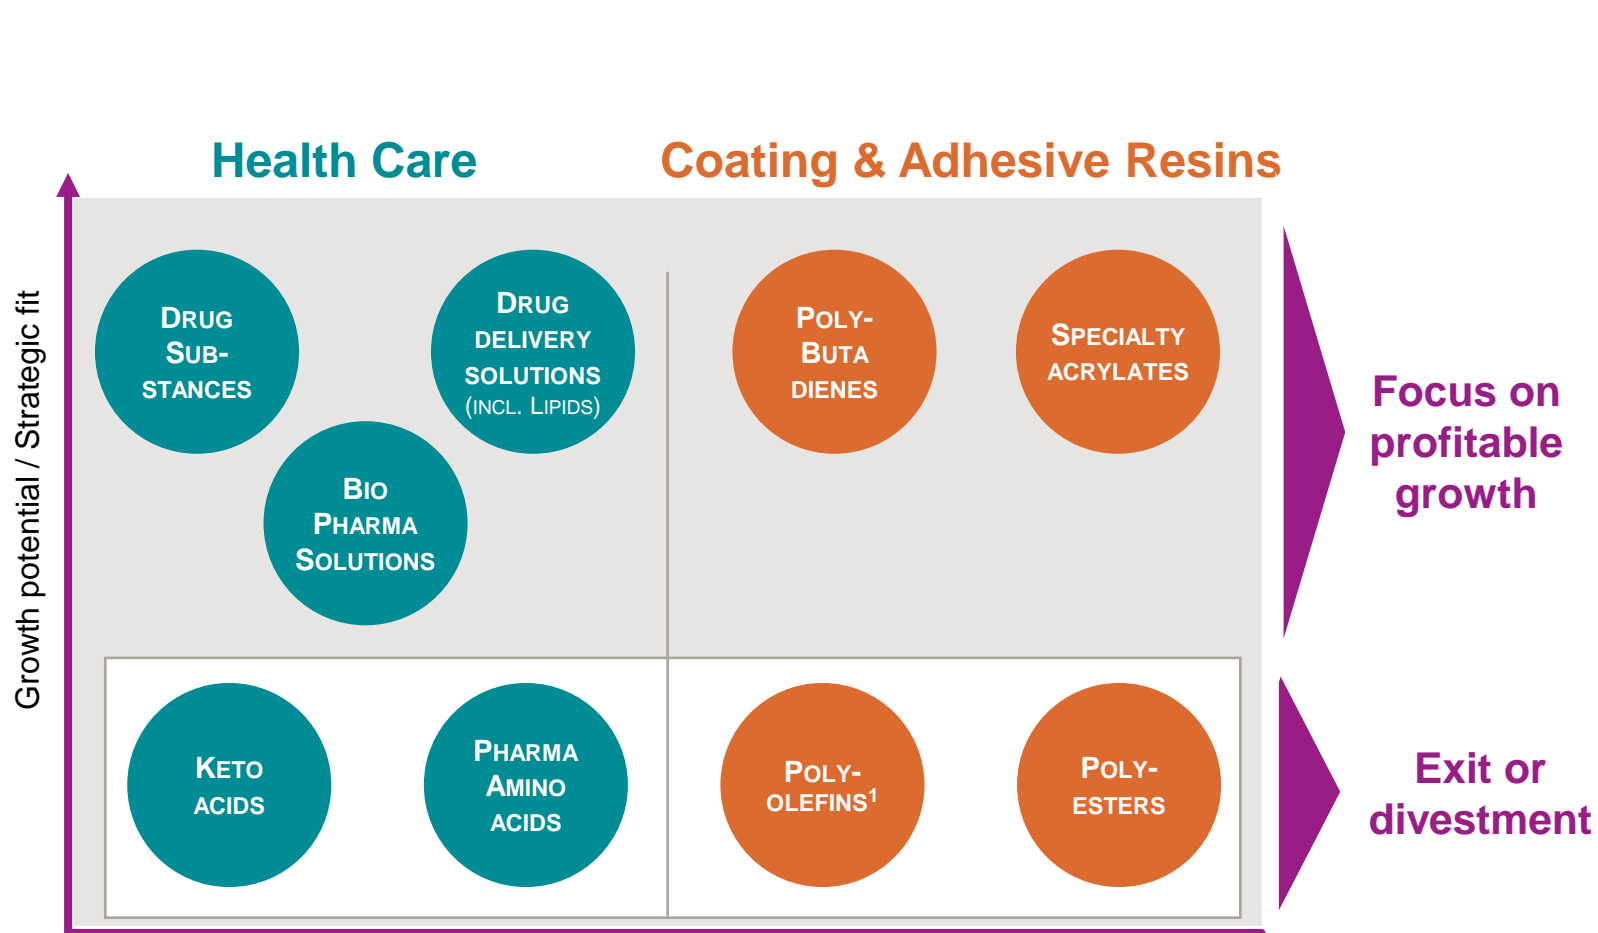 Health Care
Coating & Adhesive Resins
Growth potential / Strategic fit
DRUG
SUB-
STANCES
DRUG
DELIVERY
SOLUTIONS
(INCL. LIPIDS)
BIO
PHARMA
SOLUTIONS
POLY-
BUTA
DIENES
SPECIALTY
ACRYLATES
Focus on
profitable
growth
KETO
ACIDS
PHARMA
AMINO
ACIDS
POLY-
OLEFINS¹
POLY-
ESTERS
Exit or
divestment